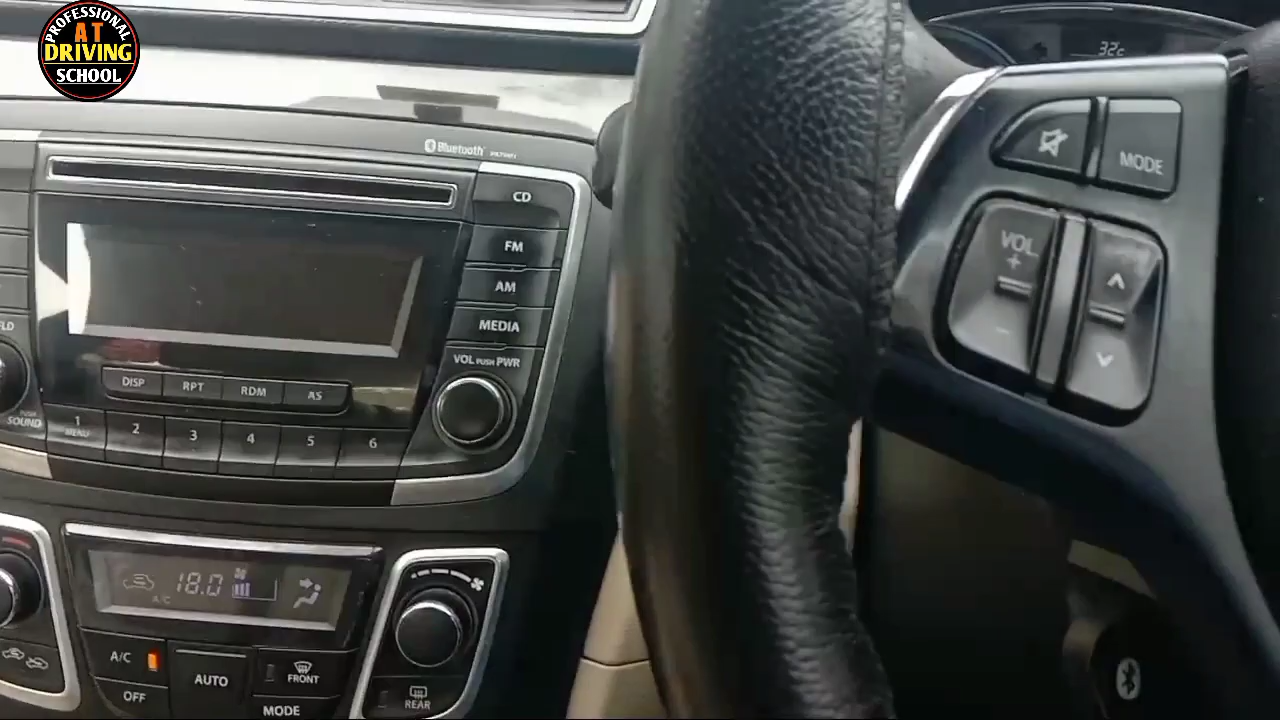 PROFESSIONAL
AT
DRIVING
SCHOOL
32c
MODE
VOL
+
-
Bluetooth
CD
FM
AM
MEDIA
VOL PUSH PWR
DISP
RPT
RDM
AS
PUSH
SOUND
1
MENU
2
3
4
5
6
18.0
A/C
A/C
OFF
AUTO
FRONT
MODE
REAR